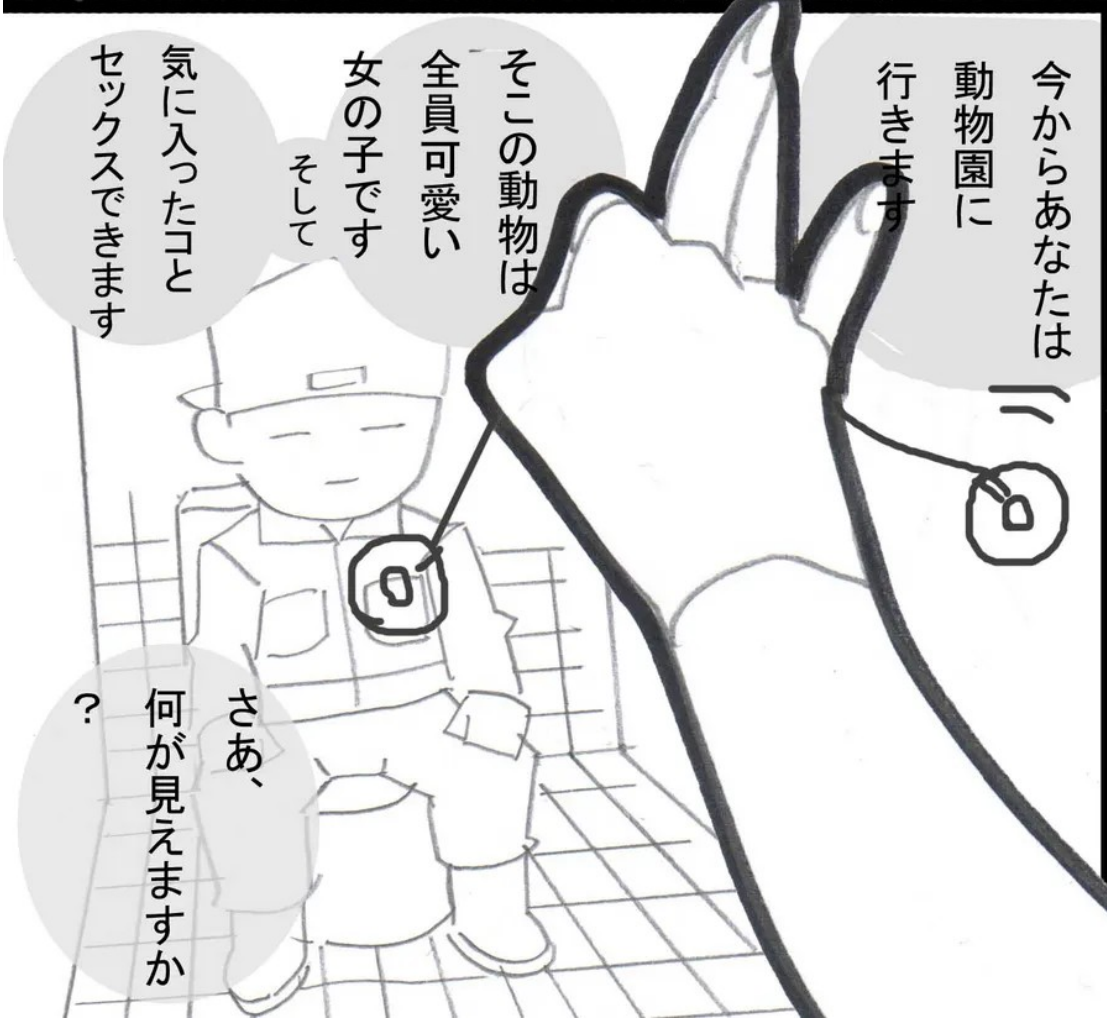 今からあなたは
動物園に
行きます
そこの動物は
全員可愛い
女の子です
そして
気に入ったコと
セックスできます
さあ、
何が見えますか
？